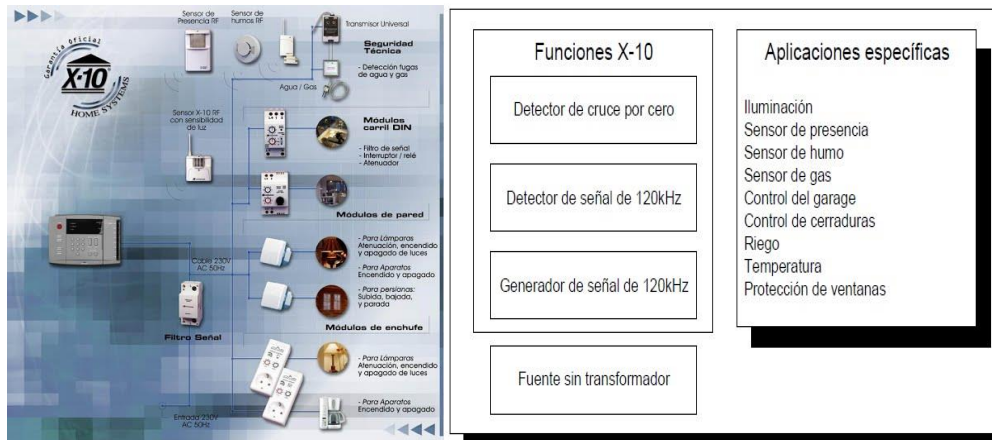 Garantía Oficial
X-10
HOME SYSTEMS
Sensor de
Presencia RF
Sensor de
humos RF
Transmisor Universal
Seguridad
Técnica
- Detección fugas
de agua y gas
Agua / Gas
Sensor X-10 RF
con sensibilidad
de luz
Módulos
carril DIN
- Filtro de señal
- Interruptor / relé
- Atenuador
Módulos de pared
Cable 230V
AC 50Hz
- Para Lámparas
Atenuación, encendido
y apagado de luces
- Para Aparatos
Encendido y apagado
- Para persianas:
Subida, bajada,
y parada
Filtro Señal
Módulos de enchufe
- Para Lámparas
Atenuación, encendido
y apagado de luces
- Para Aparatos
Encendido y apagado
Entrada 230V
AC 50Hz
Funciones X-10
Detector de cruce por cero
Detector de señal de 120kHz
Generador de señal de 120kHz
Fuente sin transformador
Aplicaciones específicas
Iluminación
Sensor de presencia
Sensor de humo
Sensor de gas
Control del garage
Control de cerraduras
Riego
Temperatura
Protección de ventanas